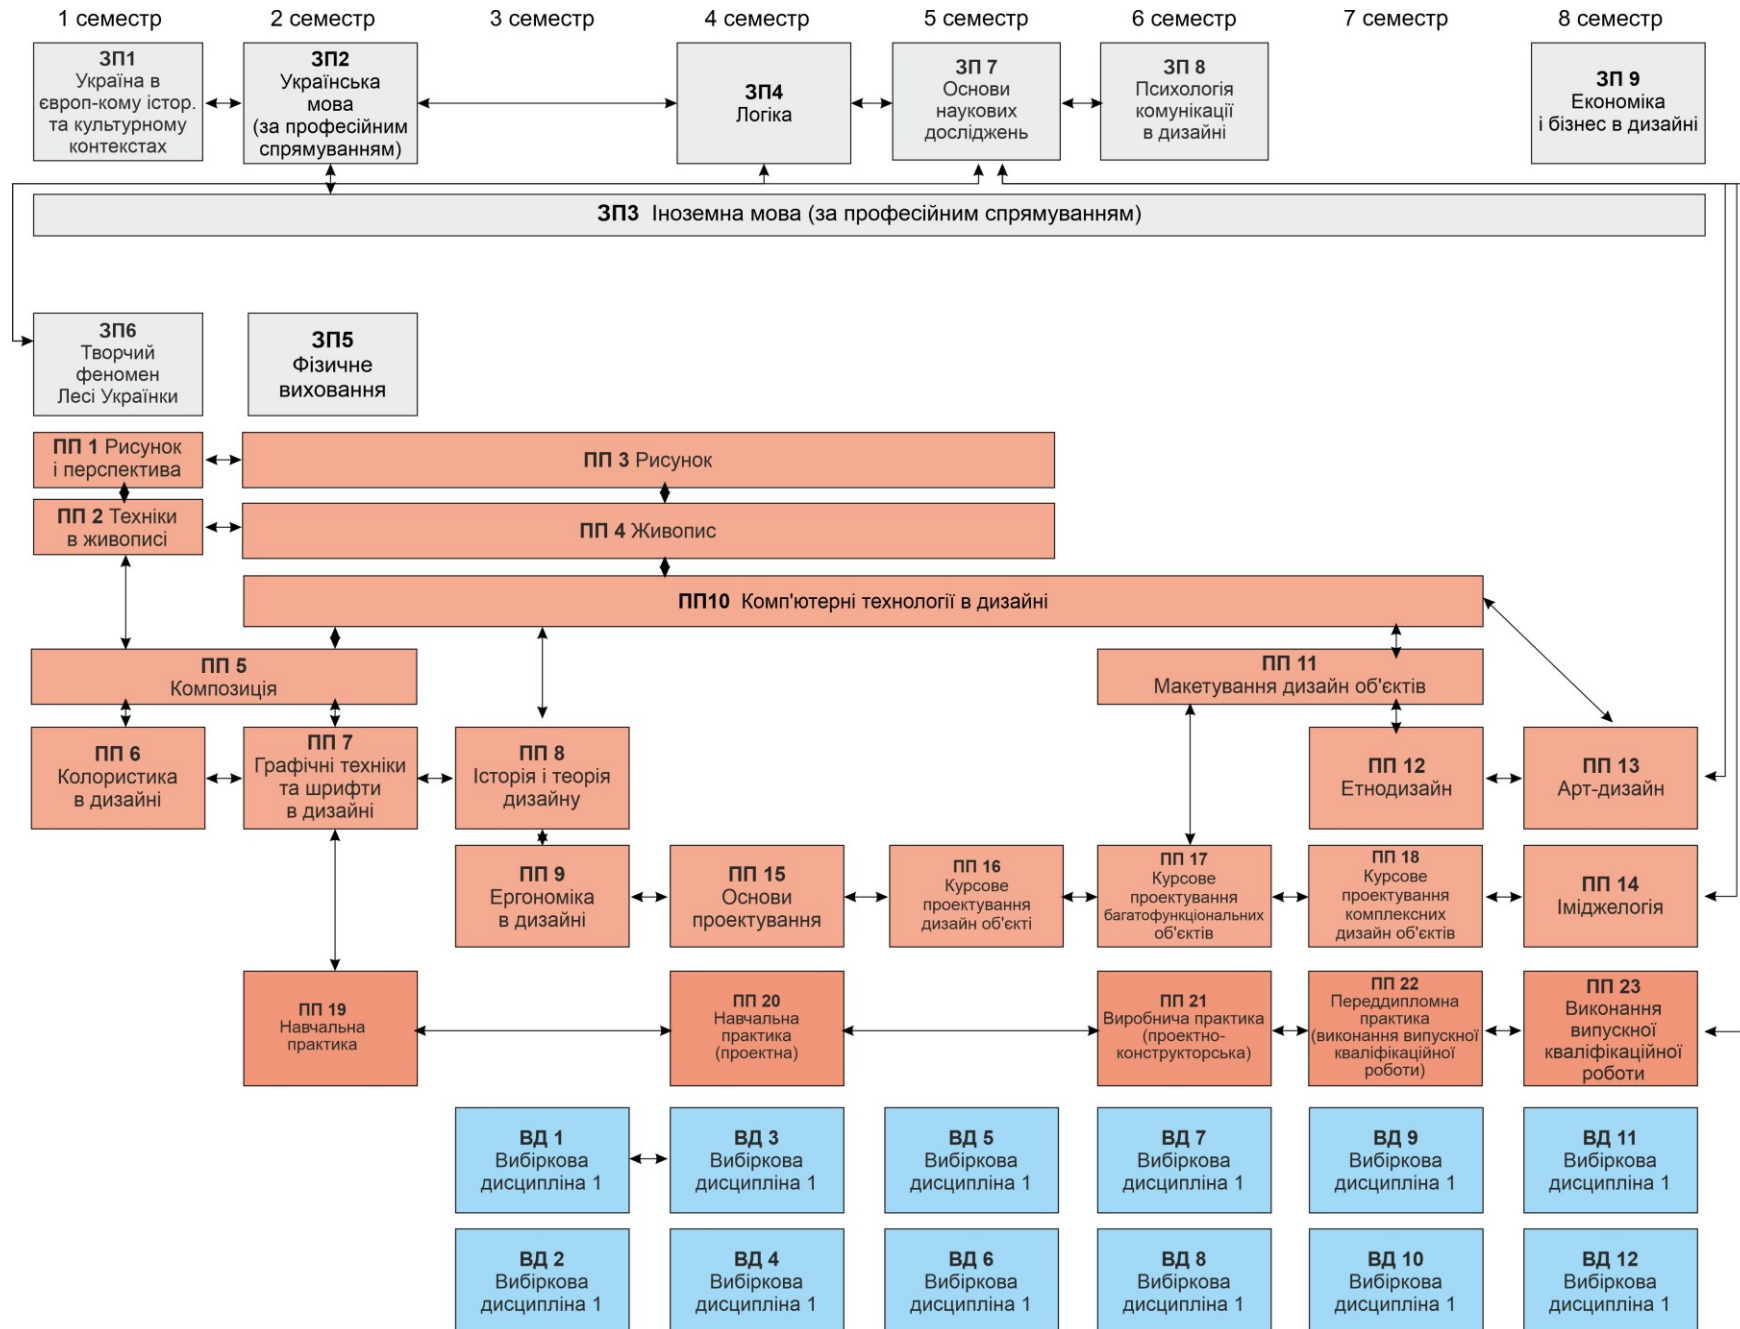 1 семестр
2 семестр
3 семестр
4 семестр
5 семестр
6 семестр
7 семестр
8 семестр
ЗП1
Україна в
європ-кому істор.
та культурному
контекстах
ЗП2
Українська
мова
(за професійним
спрямуванням)
ЗП4
Логіка
ЗП 7
Основи
наукових
досліджень
ЗП 8
Психологія
комунікації
в дизайні
ЗП 9
Економіка
і бізнес в дизайні
ЗП3 Іноземна мова (за професійним спрямуванням)
ЗП6
Творчий
феномен
Лесі Українки
ЗП5
Фізичне
виховання
ПП 1 Рисунок
і перспектива
ПП 3 Рисунок
ПП 2 Техніки
в живописі
ПП 4 Живопис
ПП10 Комп'ютерні технології в дизайні
ПП 5
Композиція
ПП 11
Макетування дизайн об'єктів
ПП 6
Колористика
в дизайні
ПП 7
Графічні техніки
та шрифти
в дизайні
ПП 8
Історія і теорія
дизайну
ПП 12
Етнодизайн
ПП 13
Арт-дизайн
ПП 9
Ергономіка
в дизайні
ПП 15
Основи
проектування
ПП 16
Курсове
проектування
дизайн об'єкті
ПП 17
Курсове
проектування
багатофункціональних
об'єктів
ПП 18
Курсове
проектування
комплексних
дизайн об'єктів
ПП 14
Іміджелогія
ПП 19
Навчальна
практика
ПП 20
Навчальна
практика
(проектна)
ПП 21
Виробнича практика
(проектно-
конструкторська)
ПП 22
Переддипломна
практика
(виконання випускної
кваліфікаційної
роботи)
ПП 23
Виконання
випускної
кваліфікаційної
роботи
ВД 1
Вибіркова
дисципліна 1
ВД 3
Вибіркова
дисципліна 1
ВД 5
Вибіркова
дисципліна 1
ВД 7
Вибіркова
дисципліна 1
ВД 9
Вибіркова
дисципліна 1
ВД 11
Вибіркова
дисципліна 1
ВД 2
Вибіркова
дисципліна 1
ВД 4
Вибіркова
дисципліна 1
ВД 6
Вибіркова
дисципліна 1
ВД 8
Вибіркова
дисципліна 1
ВД 10
Вибіркова
дисципліна 1
ВД 12
Вибіркова
дисципліна 1